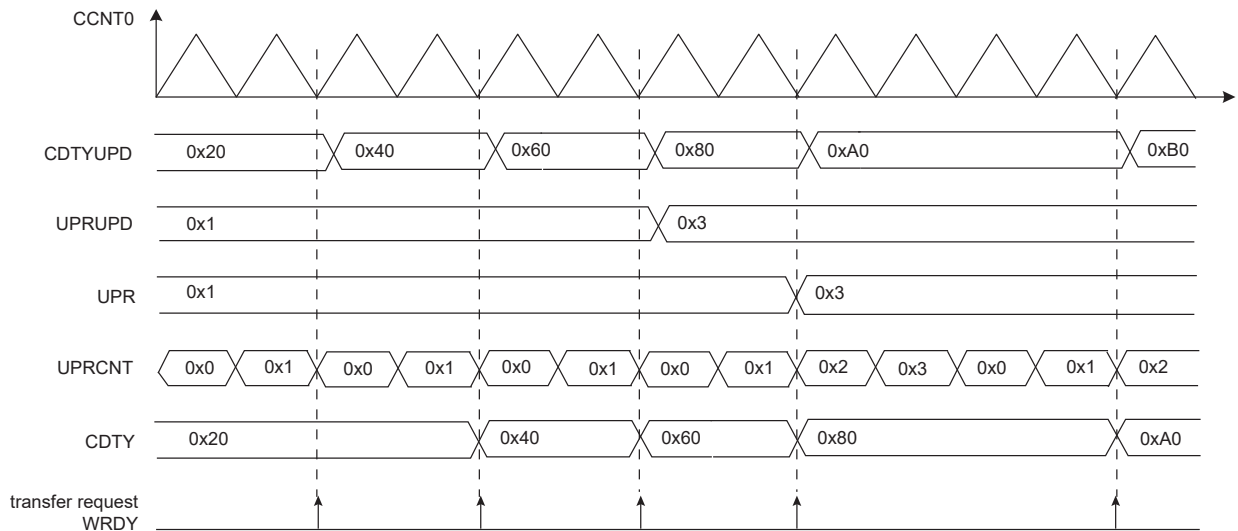 CCNT0
CDTYUPD 0x20 0x40 0x60 0x80 0xA0 0xB0
UPRUPD 0x1 0x3
UPR 0x1 0x3
UPRCNT 0x0 0x1 0x0 0x1 0x0 0x1 0x0 0x1 0x2 0x3 0x0 0x1 0x2
CDTY 0x20 0x40 0x60 0x80 0xA0
transfer request
WRDY